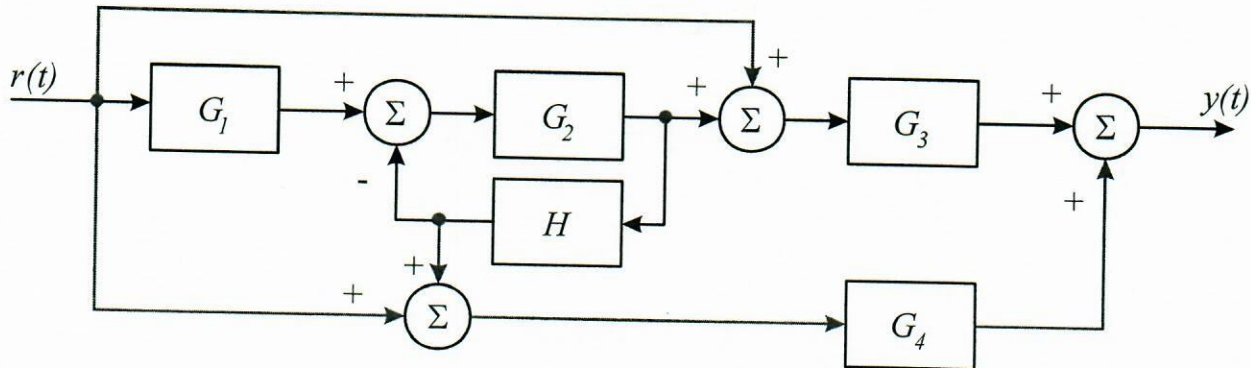 r(t)
G1
+
Σ
-
G2
H
+
+
Σ
G3
+
Σ
+
y(t)
+
+
Σ
G4